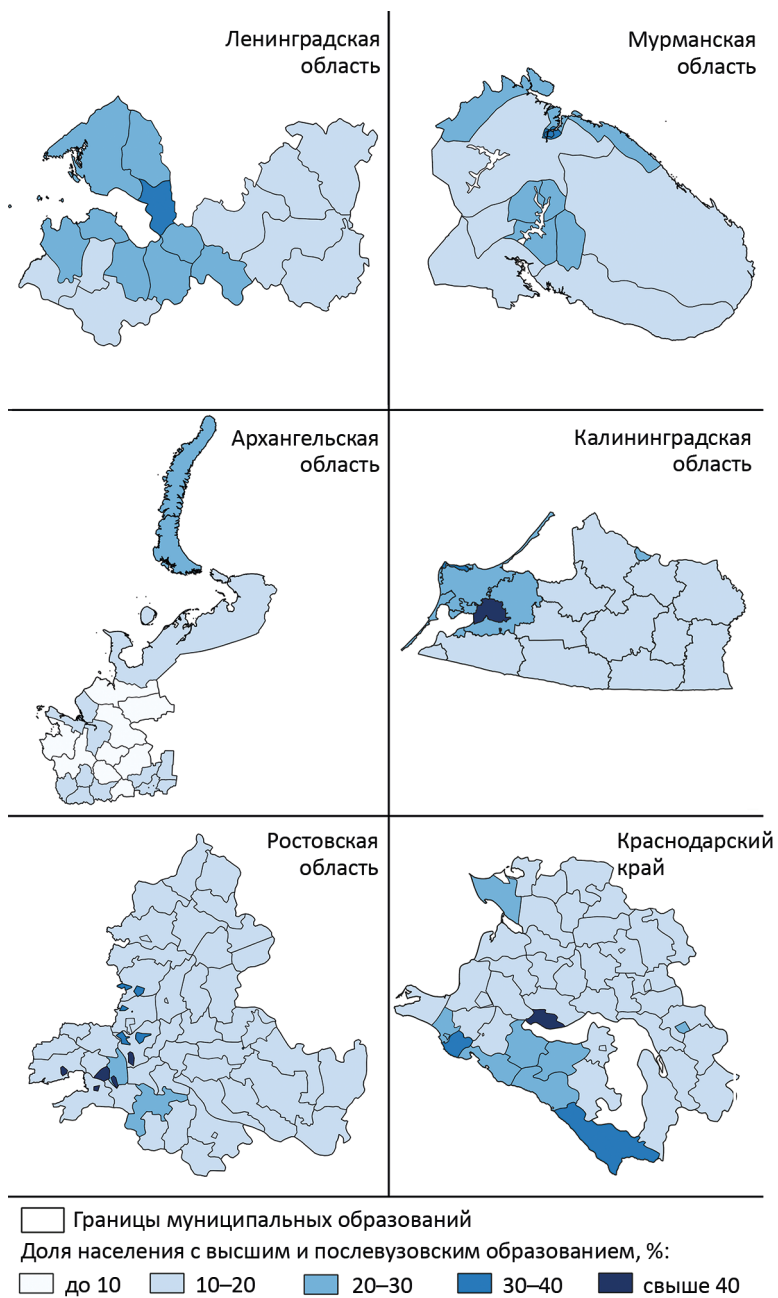 Ленинградская
область
Мурманская
область
Архангельская
область
Калининградская
область
Ростовская
область
Краснодарский
край
Границы муниципальных образований
Доля населения с высшим и послевузовским образованием, %:
до 10 10–20 20–30 30–40 свыше 40